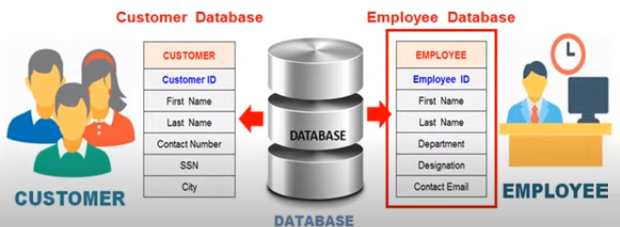 Customer Database
Employee Database
CUSTOMER
Customer ID
First Name
Last Name
Contact Number
SSN
City
DATABASE
EMPLOYEE
Employee ID
First Name
Last Name
Department
Designation
Contact Email
CUSTOMER
DATABASE
EMPLOYEE